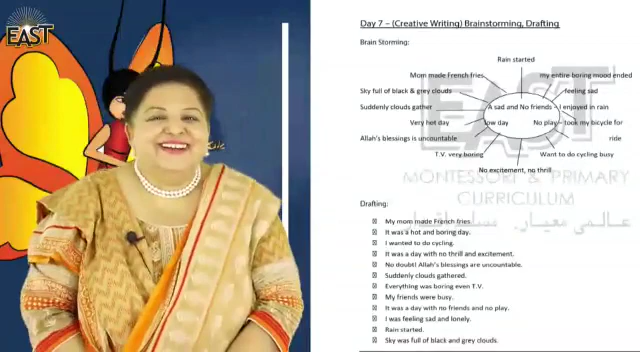 EAST
Day 7 – (Creative Writing) Brainstorming, Drafting
Brain Storming:
Rain started
Mom made French fries
my entire boring mood ended
Sky full of black & grey clouds
feeling sad
Suddenly clouds gather
A sad and No friends – I enjoyed in rain
Very hot day
low day
No play – took my bicycle for
Allah's blessings is uncountable
ride
T.V. very boring
Want to do cycling busy
No excitement, no thrill
EAST
MONTESSORI & PRIMARY
CURRICULUM
Drafting:
My mom made French fries.
It was a hot and boring day.
I wanted to do cycling.
It was a day with no thrill and excitement.
No doubt! Allah's blessings are uncountable.
Suddenly clouds gathered.
Everything was boring even T.V.
My friends were busy.
It was a day with no friends and no play.
I was feeling sad and lonely.
Rain started.
Sky was full of black and grey clouds.